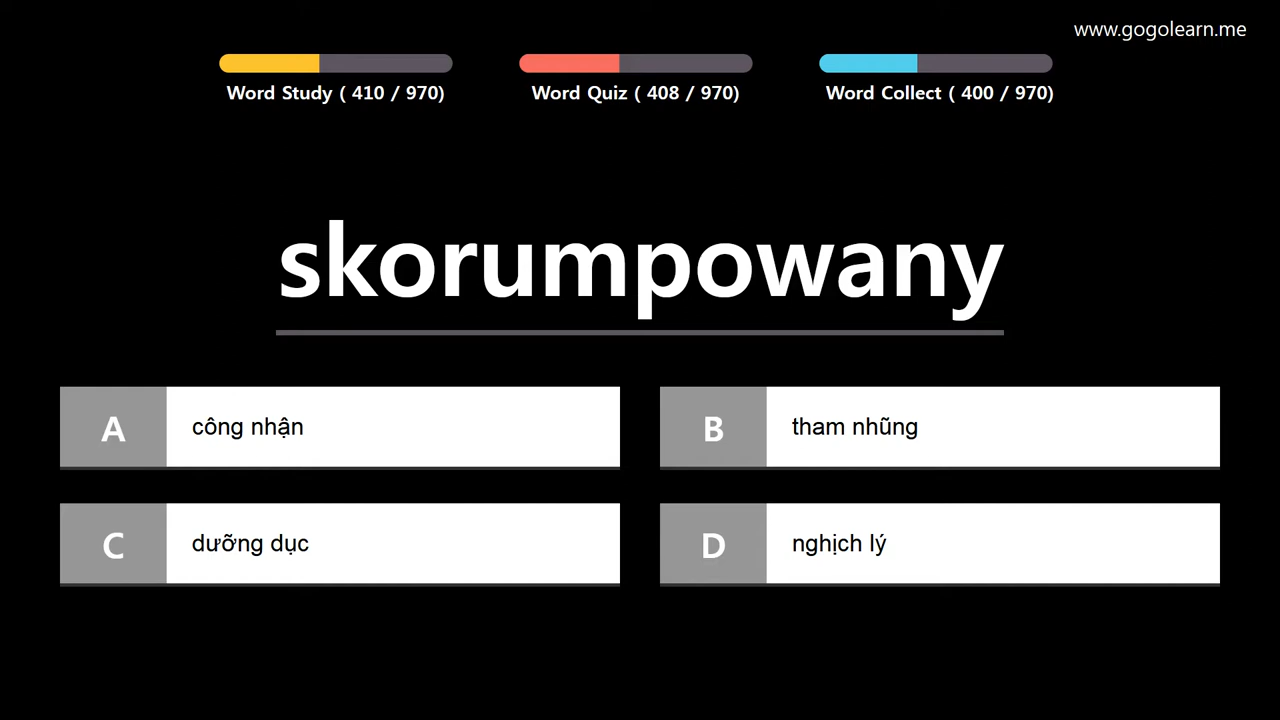 www.gogolearn.me
Word Study ( 410 / 970)
Word Quiz ( 408 / 970)
Word Collect ( 400 / 970)
skorumpowany
A công nhận
B tham nhũng
C dưỡng dục
D nghịch lý